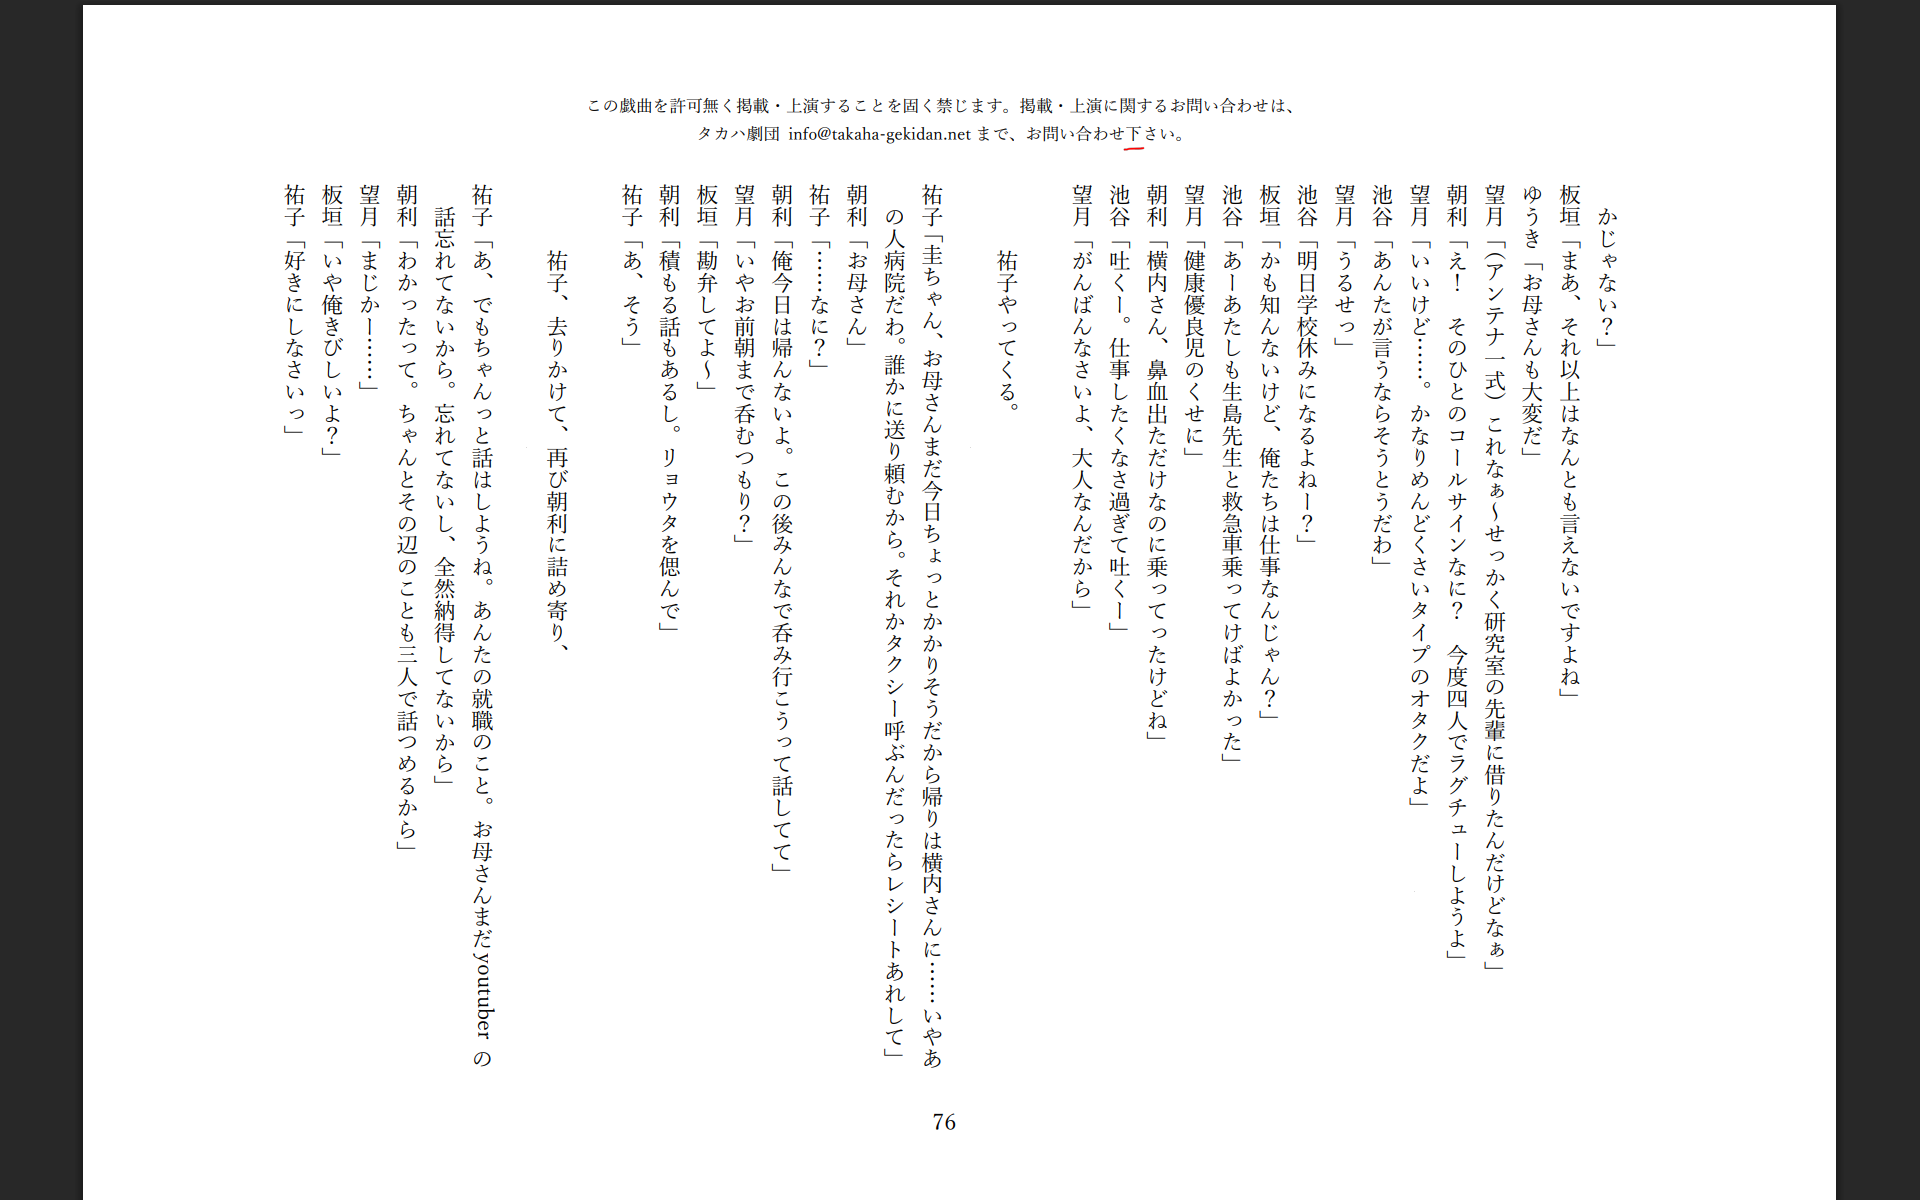 この戯曲を許可無く掲載・上演することを固く禁じます。掲載・上演に関するお問い合わせは、
タカハ劇団 info@takaha-gekidan.net まで、お問い合わせ下さい。
かじゃない？」
板垣「まあ、それ以上はなんとも言えないですよね」
ゆうき「お母さんも大変だ」
望月「（アンテナ一式）これなぁ〜せっかく研究室の先輩に借りたんだけどなぁ」
朝利「え！　そのひとのコールサインなに？　今度四人でラグチューしようよ」
望月「いいけど……。かなりめんどくさいタイプのオタクだよ」
池谷「あんたが言うならそうとうだわ」
望月「うるせっ」
池谷「明日学校休みになるよねー？」
板垣「かも知んないけど、俺たちは仕事なんじゃん？」
池谷「あーあたしも生島先生と救急車乗ってけばよかった」
望月「健康優良児のくせに」
朝利「横内さん、鼻血出ただけなのに乗ってったけどね」
池谷「吐くー。仕事したくなさ過ぎて吐くー」
望月「がんばんなさいよ、大人なんだから」
祐子やってくる。
祐子「圭ちゃん、お母さんまだ今日ちょっとかかりそうだから帰りは横内さんに……いやあ
の人病院だわ。誰かに送り頼むから。それかタクシー呼ぶんだったらレシートあれして」
朝利「お母さん」
祐子「……なに？」
朝利「俺今日は帰んないよ。この後みんなで呑み行こうって話してて」
望月「いやお前朝まで呑むつもり？」
板垣「勘弁してよ〜」
朝利「積もる話もあるし。リョウタを偲んで」
祐子「あ、そう」
祐子、去りかけて、再び朝利に詰め寄り、
祐子「あ、でもちゃんっと話はしようね。あんたの就職のこと。お母さんまだyoutuber の
話忘れてないから。忘れてないし、全然納得してないから」
朝利「わかったって。ちゃんとその辺のことも三人で話つめるから」
望月「まじかー……」
板垣「いや俺きびしいよ？」
祐子「好きにしなさいっ」
76